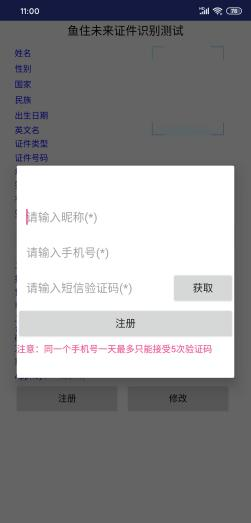 11:00
76
鱼住未来证件识别测试
姓名
性别
国家
民族
出生日期
英文名
证件类型
证件号码
请输入昵称(*)
请输入手机号(*)
请输入短信验证码(*)
获取
注册
注意：同一个手机号一天最多只能接受5次验证码
注册
修改